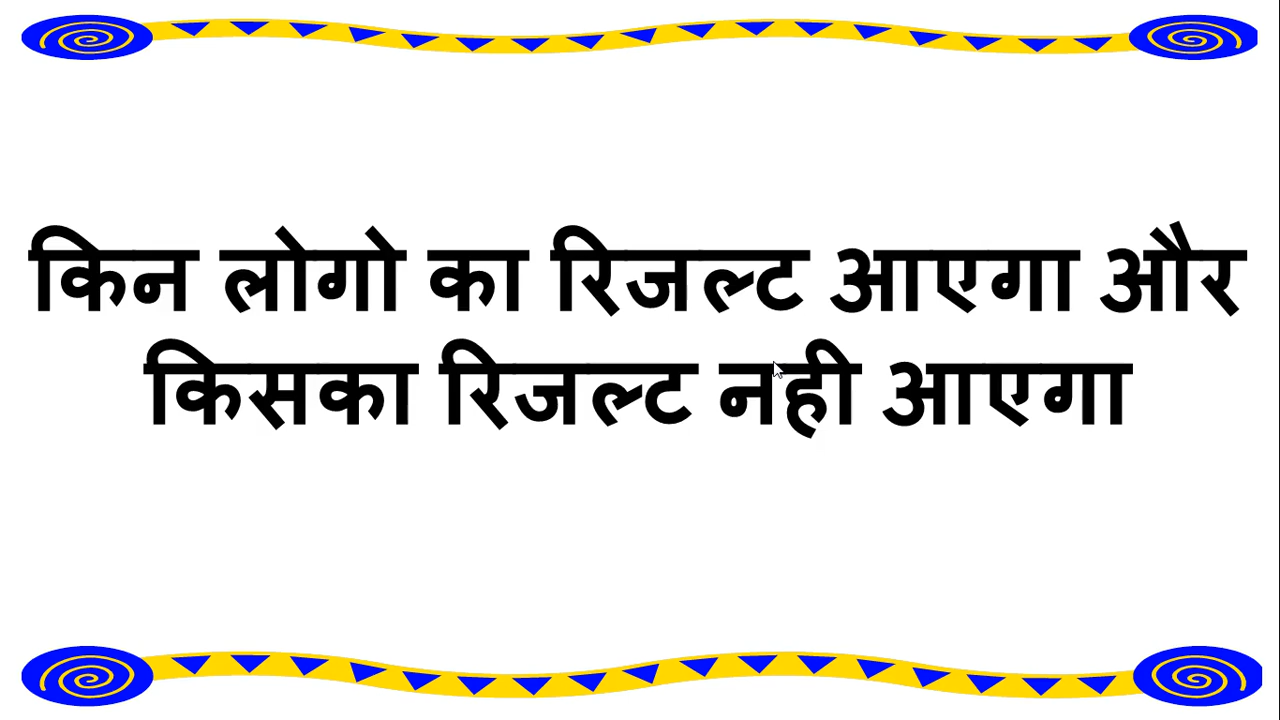 किन लोगो का रिजल्ट आएगा और
किसका रिजल्ट नही आएगा